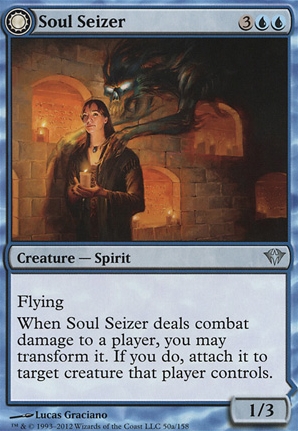 Soul Seizer 3
Creature — Spirit
Flying
When Soul Seizer deals combat
damage to a player, you may
transform it. If you do, attach it to
target creature that player controls.
1/3
Lucas Graciano
™ & © 1993–2012 Wizards of the Coast LLC 50a/158